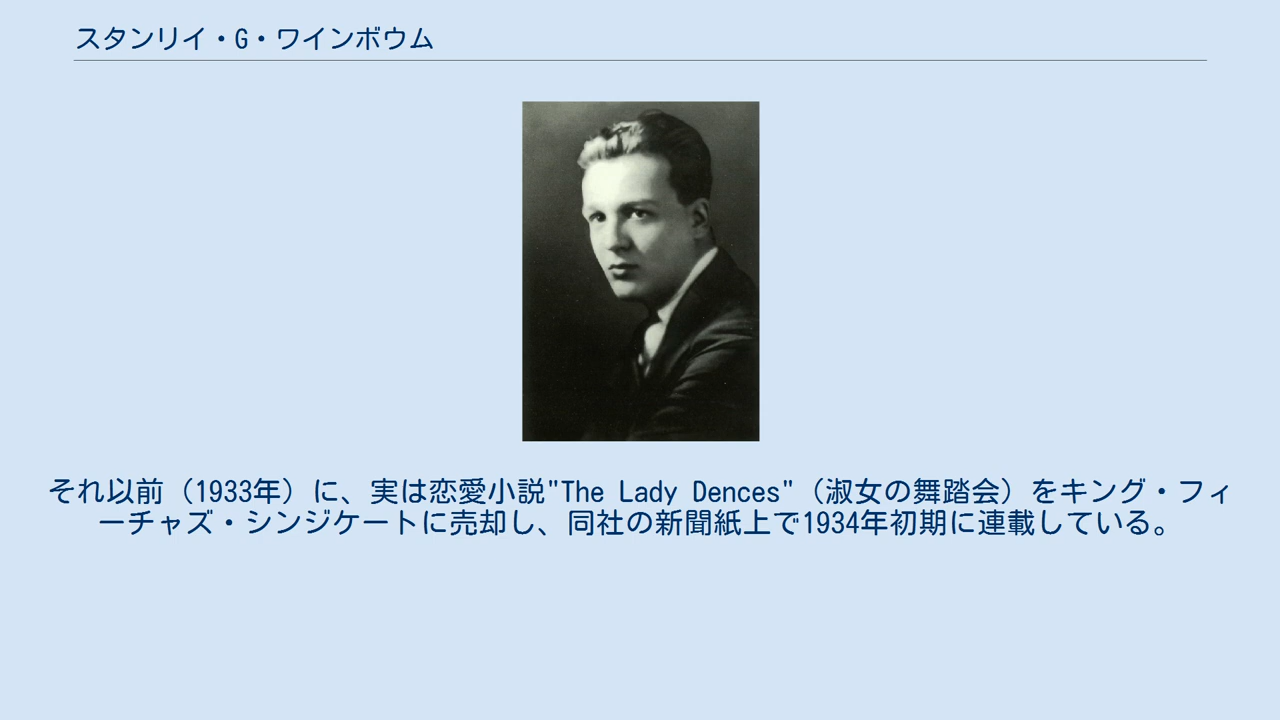 スタンリイ・G・ワインボウム
それ以前（1933年）に、実は恋愛小説"The Lady Dences"（淑女の舞踏会）をキング・フィ
ーチャズ・シンジケートに売却し、同社の新聞紙上で1934年初期に連載している。